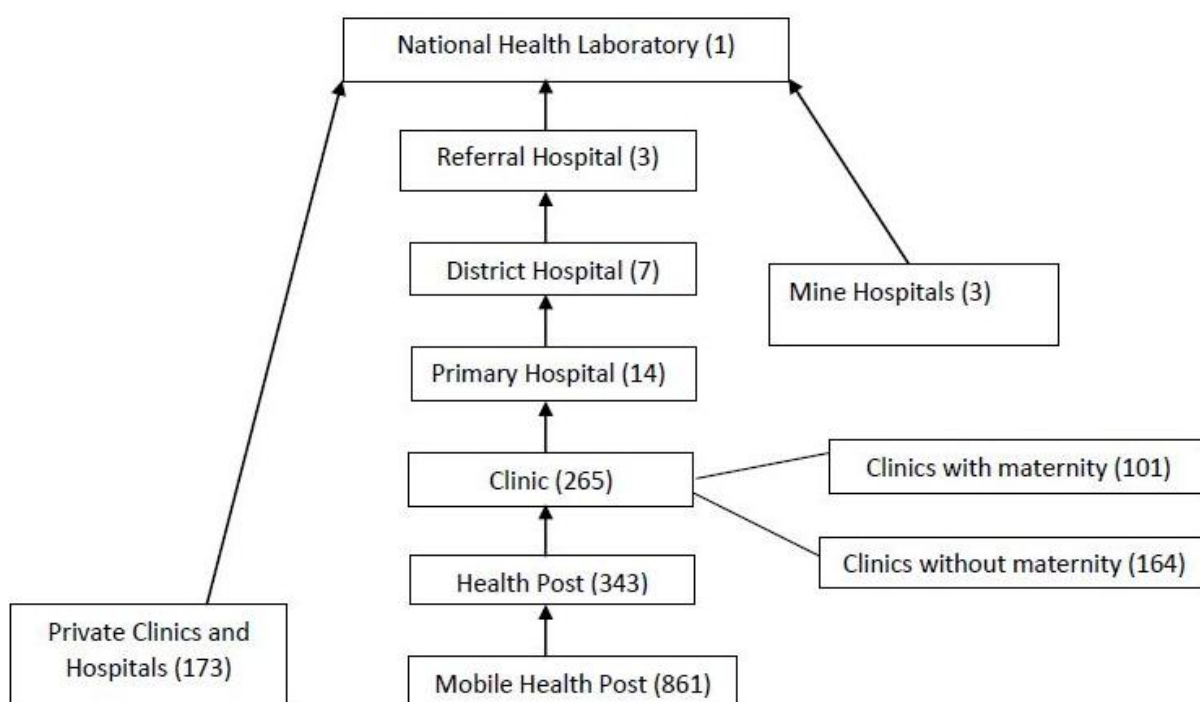 National Health Laboratory (1)
Referral Hospital (3)
District Hospital (7)
Mine Hospitals (3)
Primary Hospital (14)
Clinic (265)
Clinics with maternity (101)
Clinics without maternity (164)
Health Post (343)
Private Clinics and
Hospitals (173)
Mobile Health Post (861)